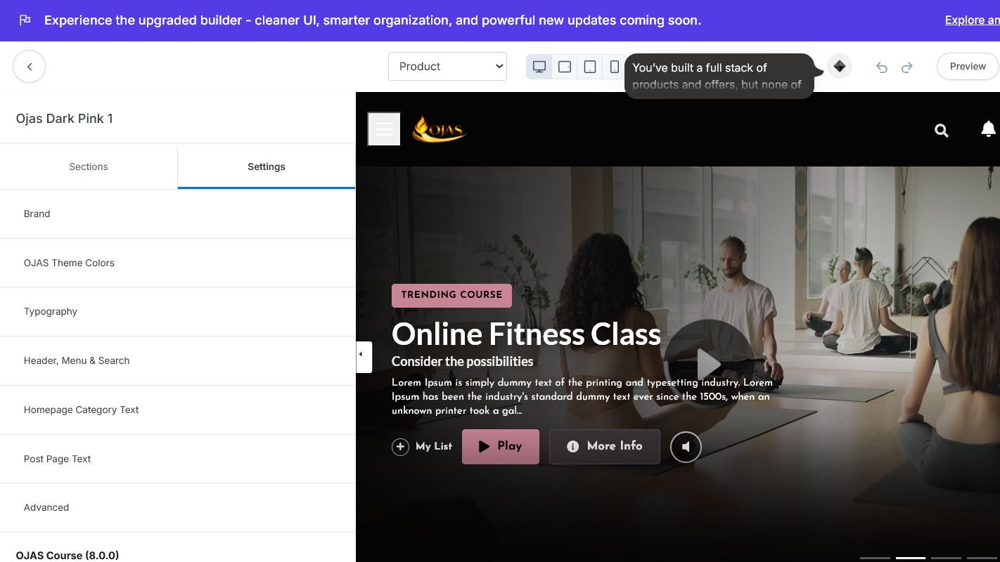 Experience the upgraded builder - cleaner UI, smarter organization, and powerful new updates coming soon.
Explore an
Product
You've built a full stack of
products and offers, but none of
Preview
Ojas Dark Pink 1
Sections
Settings
Brand
OJAS Theme Colors
Typography
Header, Menu & Search
Homepage Category Text
Post Page Text
Advanced
OJAS Course (8.0.0)
OJAS
TRENDING COURSE
Online Fitness Class
Consider the possibilities
Lorem Ipsum is simply dummy text of the printing and typesetting industry. Lorem
Ipsum has been the industry's standard dummy text ever since the 1500s, when an
unknown printer took a gal...
My List
Play
More Info